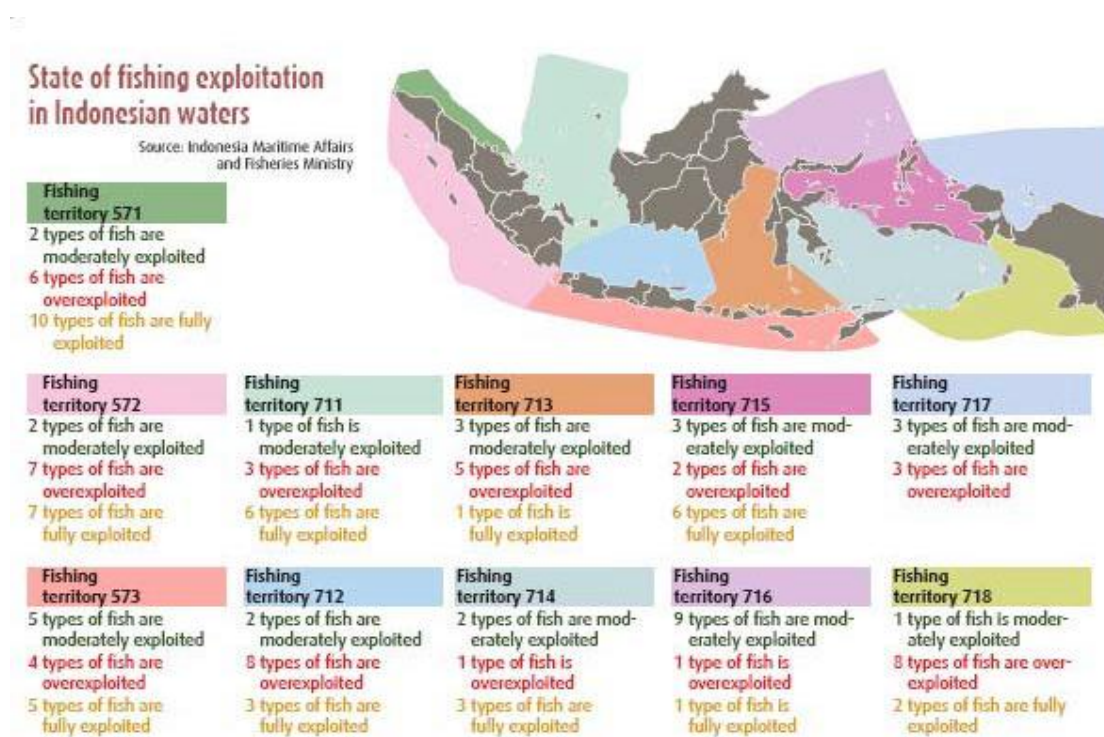 State of fishing exploitation
in Indonesian waters
Source: Indonesia Maritime Affairs
and Fisheries Ministry
Fishing
territory 571
2 types of fish are
moderately exploited
6 types of fish are
overexploited
10 types of fish are fully
exploited
Fishing
territory 572
2 types of fish are
moderately exploited
7 types of fish are
overexploited
7 types of fish are
fully exploited
Fishing
territory 711
1 type of fish is
moderately exploited
3 types of fish are
overexploited
6 types of fish are
fully exploited
Fishing
territory 713
3 types of fish are
moderately exploited
5 types of fish are
overexploited
1 type of fish is
fully exploited
Fishing
territory 715
3 types of fish are mod-
erately exploited
2 types of fish are
overexploited
6 types of fish are
fully exploited
Fishing
territory 717
3 types of fish are mod-
erately exploited
3 types of fish are
overexploited
Fishing
territory 573
5 types of fish are
moderately exploited
4 types of fish are
overexploited
5 types of fish are
fully exploited
Fishing
territory 712
2 types of fish are
moderately exploited
8 types of fish are
overexploited
3 types of fish are
fully exploited
Fishing
territory 714
2 types of fish are mod-
erately exploited
1 type of fish is
overexploited
3 types of fish are
fully exploited
Fishing
territory 716
9 types of fish are mod-
erately exploited
1 type of fish is
overexploited
1 type of fish is
fully exploited
Fishing
territory 718
1 type of fish is moder-
ately exploited
8 types of fish are over-
exploited
2 types of fish are fully
exploited